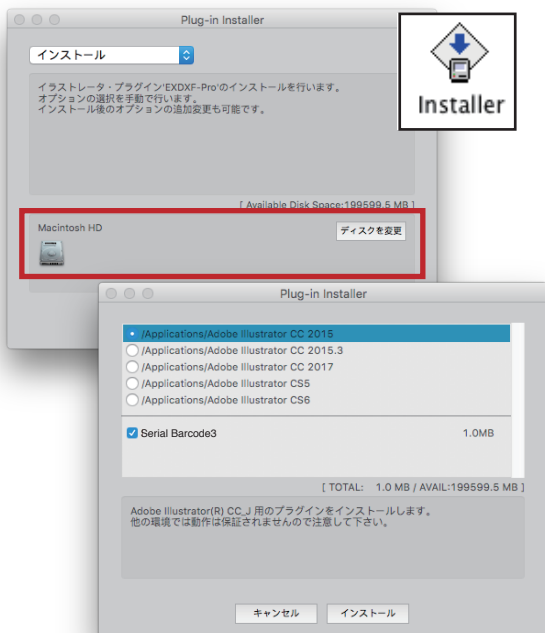 Plug-in Installer
インストール
Installer
イラストレータ・プラグイン'EXDXF-Pro'のインストールを行います。
オプションの選択を手動で行います。
インストール後のオプションの追加変更も可能です。
[ Available Disk Space:199599.5 MB ]
Macintosh HD
ディスクを変更
Plug-in Installer
/Applications/Adobe Illustrator CC 2015
/Applications/Adobe Illustrator CC 2015.3
/Applications/Adobe Illustrator CC 2017
/Applications/Adobe Illustrator CS5
/Applications/Adobe Illustrator CS6
Serial Barcode3 1.0MB
[ TOTAL: 1.0 MB / AVAIL:199599.5 MB ]
Adobe Illustrator(R) CC_J 用のプラグインをインストールします。
他の環境では動作は保証されませんので注意して下さい。
キャンセル インストール